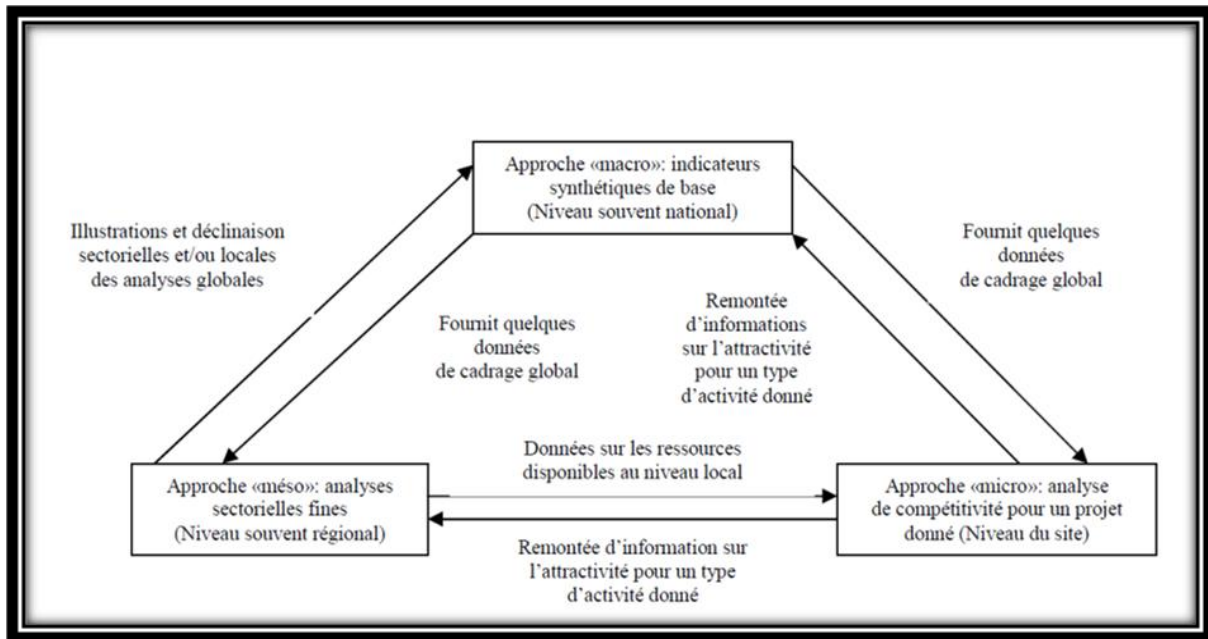 Approche «macro»: indicateurs
synthétiques de base
(Niveau souvent national)
Illustrations et déclinaison
sectorielles et/ou locales
des analyses globales
Fournit quelques
données
de cadrage global
Fournit quelques
données
de cadrage global
Remontée
d’informations
sur l’attractivité
pour un type
d’activité donné
Données sur les ressources
disponibles au niveau local
Approche «méso»: analyses
sectorielles fines
(Niveau souvent régional)
Approche «micro»: analyse
de compétitivité pour un projet
donné (Niveau du site)
Remontée d’information sur
l’attractivité pour un type
d’activité donné